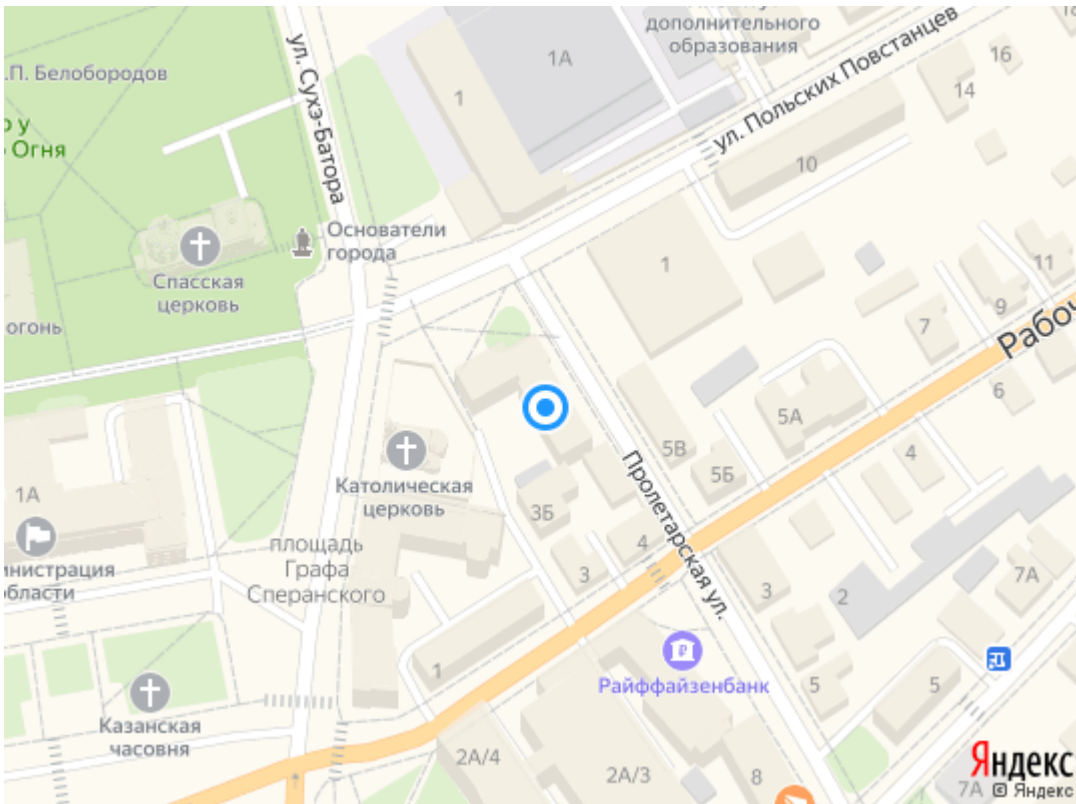 дополнительного
образования
18
.П. Белобородов
1А
1
ул. Сухэ-Батора
ул. Польских Повстанцев
16
14
10
у
Огня
Основатели
города
Спасская
церковь
огонь
1
11
9
7
Рабоч
6
5А
4
5В
5Б
Католическая
церковь
Пролетарская ул.
1А
3Б
4
3
площадь
Графа
Сперанского
инистрация
бласти
3
2
7А
Райффайзенбанк
1
5
5
Казанская
часовня
2А/4
2А/3
8
Яндекс
7А
© Яндекс